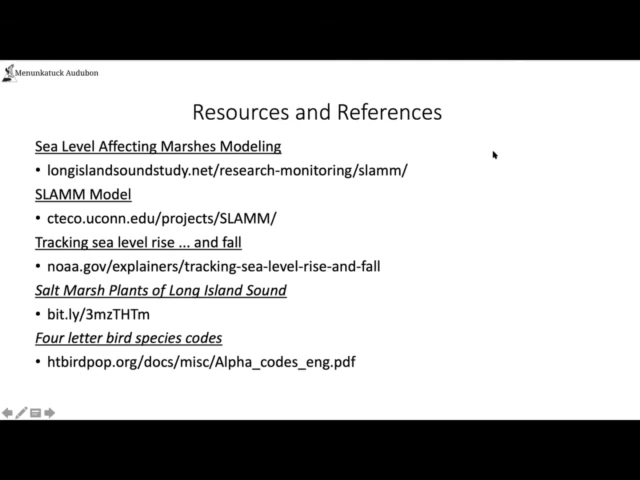 Menunkatuck Audubon
Resources and References
Sea Level Affecting Marshes Modeling
• longislandsoundstudy.net/research-monitoring/slamm/
SLAMM Model
• cteco.uconn.edu/projects/SLAMM/
Tracking sea level rise ... and fall
• noaa.gov/explainers/tracking-sea-level-rise-and-fall
Salt Marsh Plants of Long Island Sound
• bit.ly/3mzTHTm
Four letter bird species codes
• htbirdpop.org/docs/misc/Alpha_codes_eng.pdf